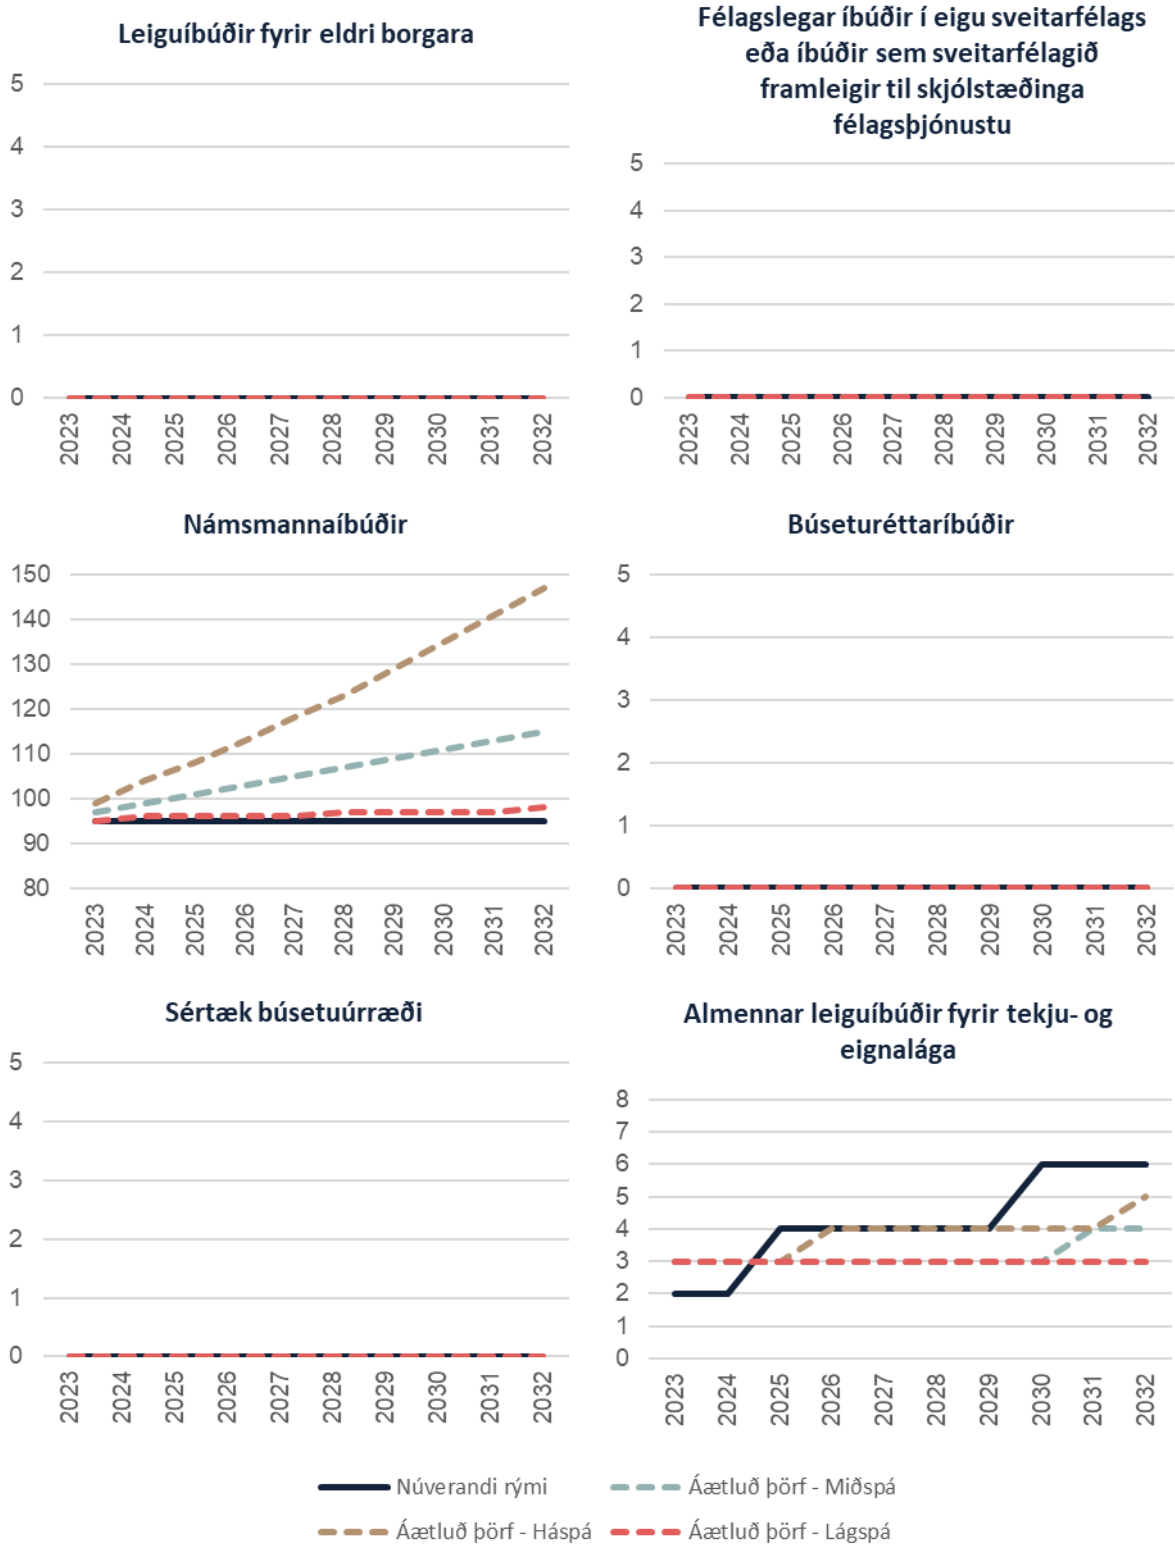 Leiguíbúðir fyrir eldri borgara
5
4
3
2
1
0
2023 2024 2025 2026 2027 2028 2029 2030 2031 2032
Félagslegar íbúðir í eigu sveitarfélags
eða íbúðir sem sveitarfélagið
framleigir til skjólstæðinga
félagsþjónustu
5
4
3
2
1
0
2023 2024 2025 2026 2027 2028 2029 2030 2031 2032
Námsmannaíbúðir
150
140
130
120
110
100
90
80
2023 2024 2025 2026 2027 2028 2029 2030 2031 2032
Búseturéttaríbúðir
5
4
3
2
1
0
2023 2024 2025 2026 2027 2028 2029 2030 2031 2032
Sértæk búsetuúrræði
5
4
3
2
1
0
2023 2024 2025 2026 2027 2028 2029 2030 2031 2032
Almennar leiguíbúðir fyrir tekju- og
eignalága
8
7
6
5
4
3
2
1
0
2023 2024 2025 2026 2027 2028 2029 2030 2031 2032
Núverandi rými
Áætluð þörf - Miðspá
Áætluð þörf - Háspá
Áætluð þörf - Lágspá